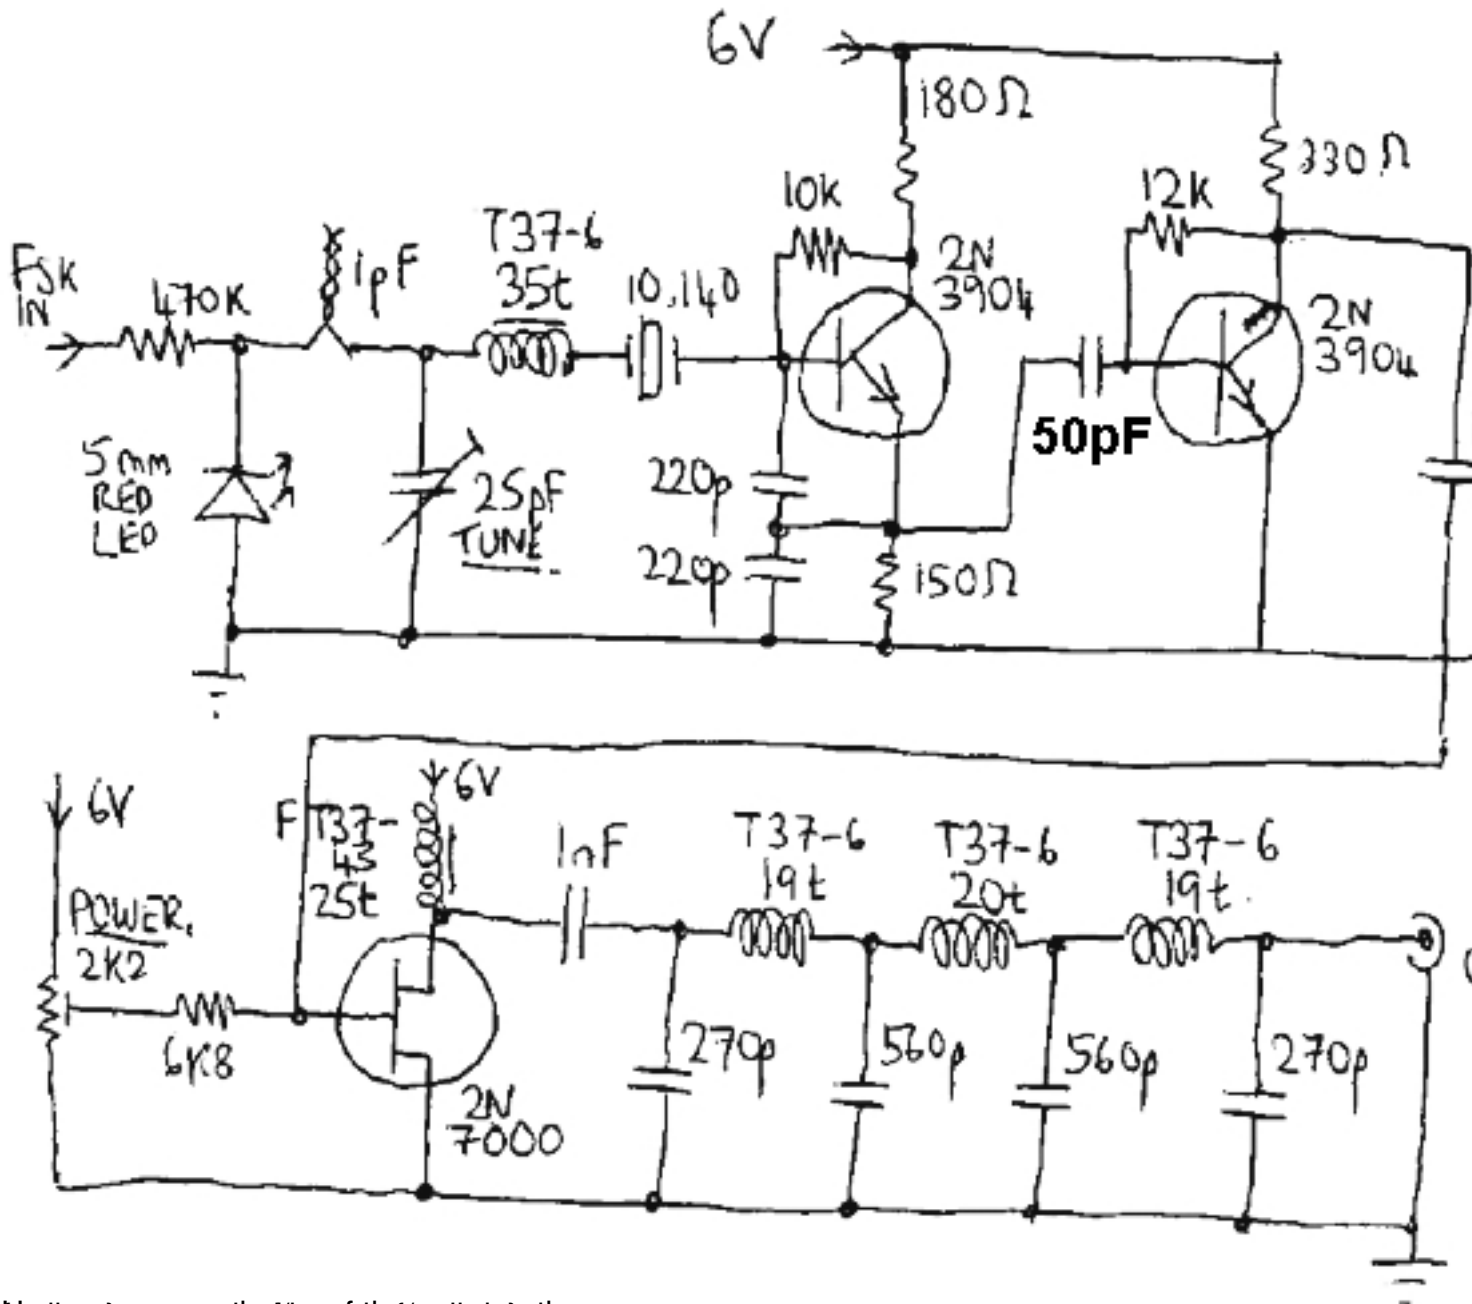 6V
180Ω
330Ω
10K
12K
FSK
IN
470K
1pF
T37-6
35t
10,140
2N
3904
2N
3904
50pF
5mm
RED
LED
25pF
TUNE
220p
220p
150Ω
6V
6V
F T37-
43
25t
1nF
T37-6
19t
T37-6
20t
T37-6
19t
POWER
2K2
6K8
2N
7000
270p
560p
560p
270p